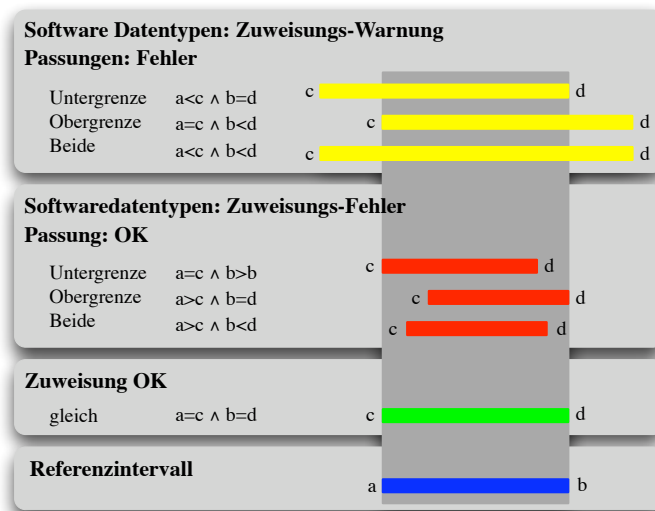 Software Datentypen: Zuweisungs-Warnung
Passungen: Fehler
Untergrenze a<c ∧ b=d c d
Obergrenze a=c ∧ b<d c d
Beide a<c ∧ b<d c d
Softwaredatentypen: Zuweisungs-Fehler
Passung: OK
Untergrenze a=c ∧ b>b c d
Obergrenze a>c ∧ b=d c d
Beide a>c ∧ b<d c d
Zuweisung OK
gleich a=c ∧ b=d c d
Referenzintervall
a b